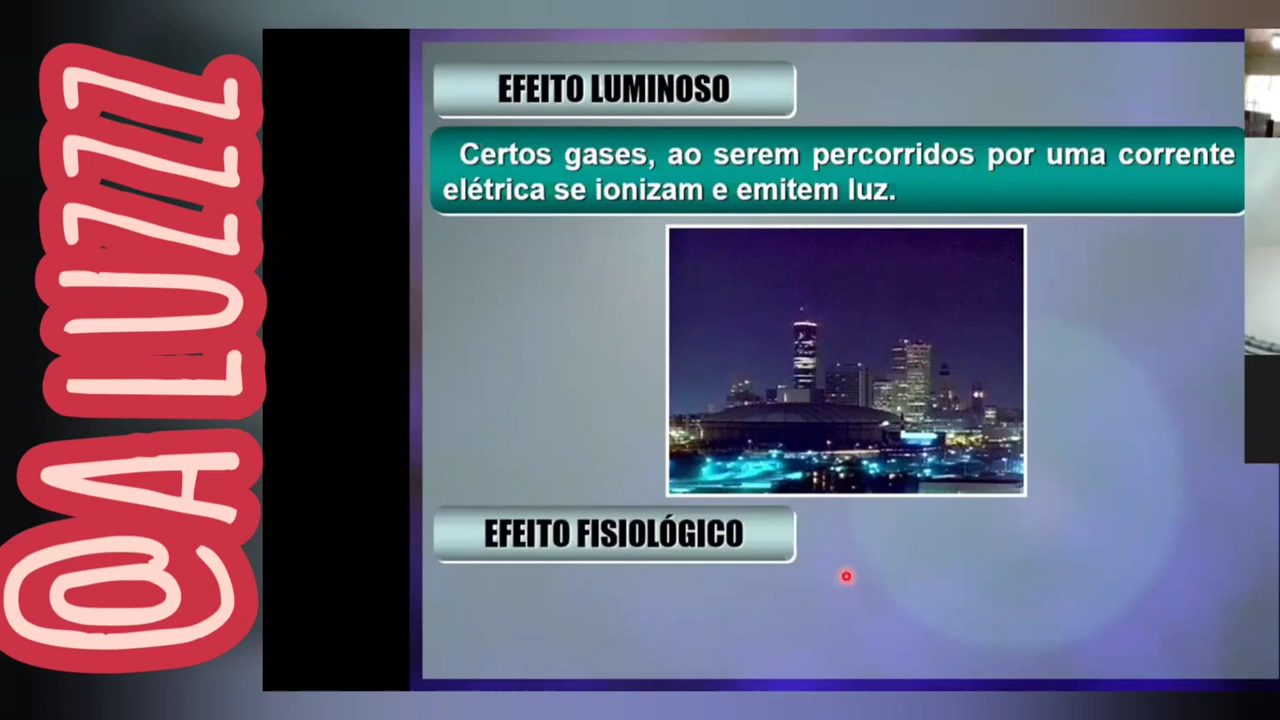 @A LUZZZ
EFEITO LUMINOSO
Certos gases, ao serem percorridos por uma corrente
elétrica se ionizam e emitem luz.
EFEITO FISIOLÓGICO